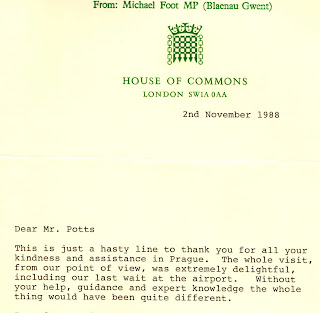 From: Michael Foot MP (Blaenau Gwent)
HOUSE OF COMMONS
LONDON SW1A 0AA
2nd November 1988
Dear Mr. Potts
This is just a hasty line to thank you for all your
kindness and assistance in Prague. The whole visit,
from our point of view, was extremely delightful,
including our last wait at the airport. Without
your help, guidance and expert knowledge the whole
thing would have been quite different.